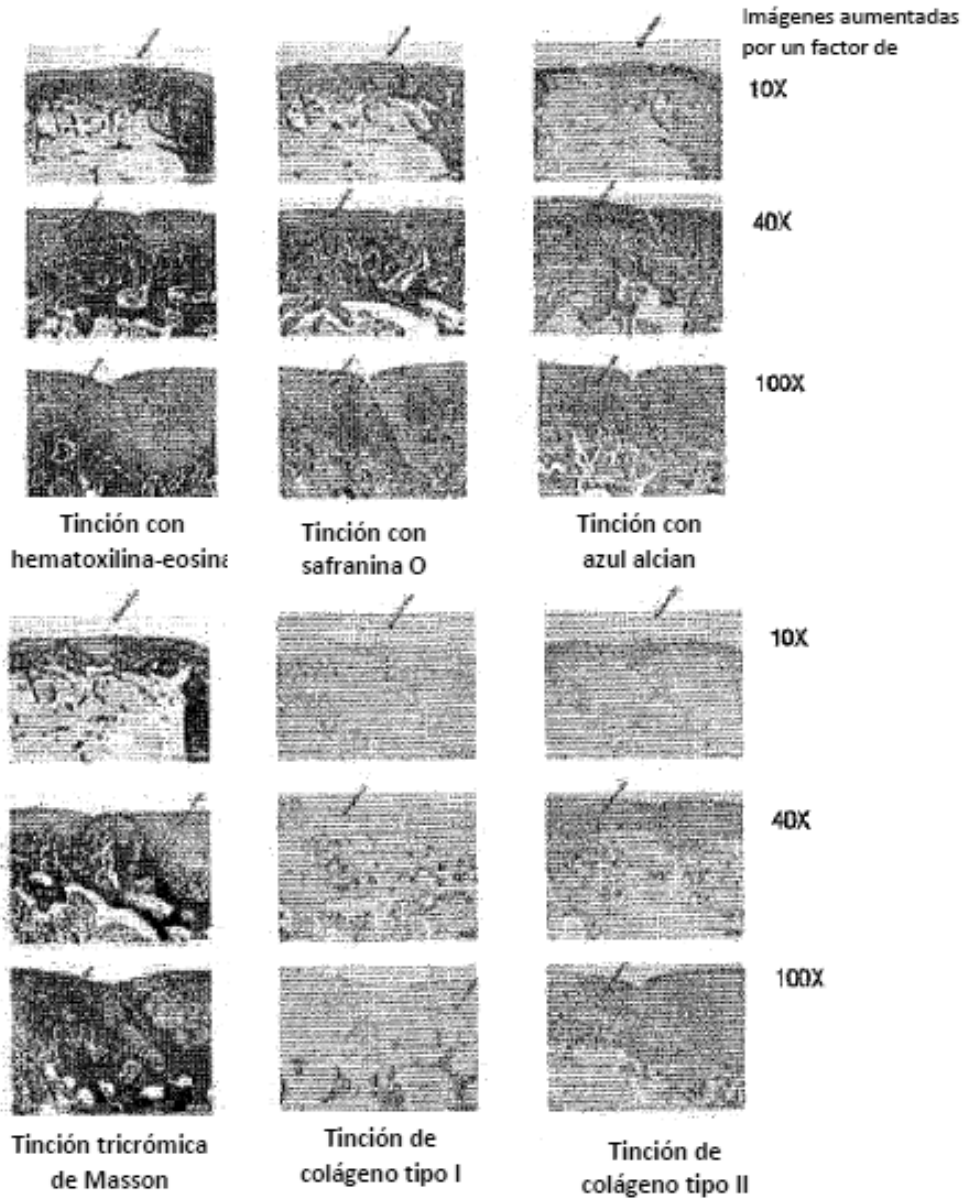 Imágenes aumentadas
por un factor de
10X
40X
100X
Tinción con
hematoxilina-eosina
Tinción con
safranina O
Tinción con
azul alcian
10X
40X
100X
Tinción tricrómica
de Masson
Tinción de
colágeno tipo I
Tinción de
colágeno tipo II